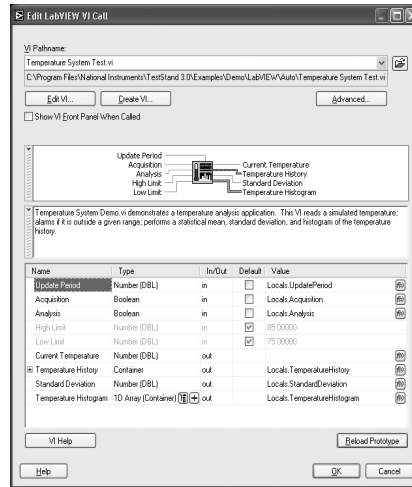 Edit LabVIEW VI Call
VI Pathname:
Temperature System Test.vi
C:\Program Files\National Instruments\TestStand 3.0\Examples\Demo\LabVIEW\Auto\Temperature System Test.vi
Edit VI... Create VI... Advanced...
Show VI Front Panel When Called
Update Period
Acquisition Current Temperature
Analysis Temperature History
High Limit Standard Deviation
Low Limit Temperature Histogram
Temperature System Demo.vi demonstrates a temperature analysis application. This VI reads a simulated temperature;
alarms if it is outside a given range; performs a statistical mean, standard deviation, and histogram of the temperature
history.
Name Type In/Out Default Value
Update Period Number (DBL) in Locals.UpdatePeriod f(x)
Acquisition Boolean in Locals.Acquisition f(x)
Analysis Boolean in Locals.Analysis f(x)
High Limit Number (DBL) in 85.00000
Low Limit Number (DBL) in 75.00000
Current Temperature Number (DBL) out f(x)
Temperature History Container out Locals.TemperatureHistory f(x)
Standard Deviation Number (DBL) out Locals.StandardDeviation f(x)
Temperature Histogram 1D Array (Container) out Locals.TemperatureHistogram f(x)
VI Help Reload Prototype
Help OK Cancel